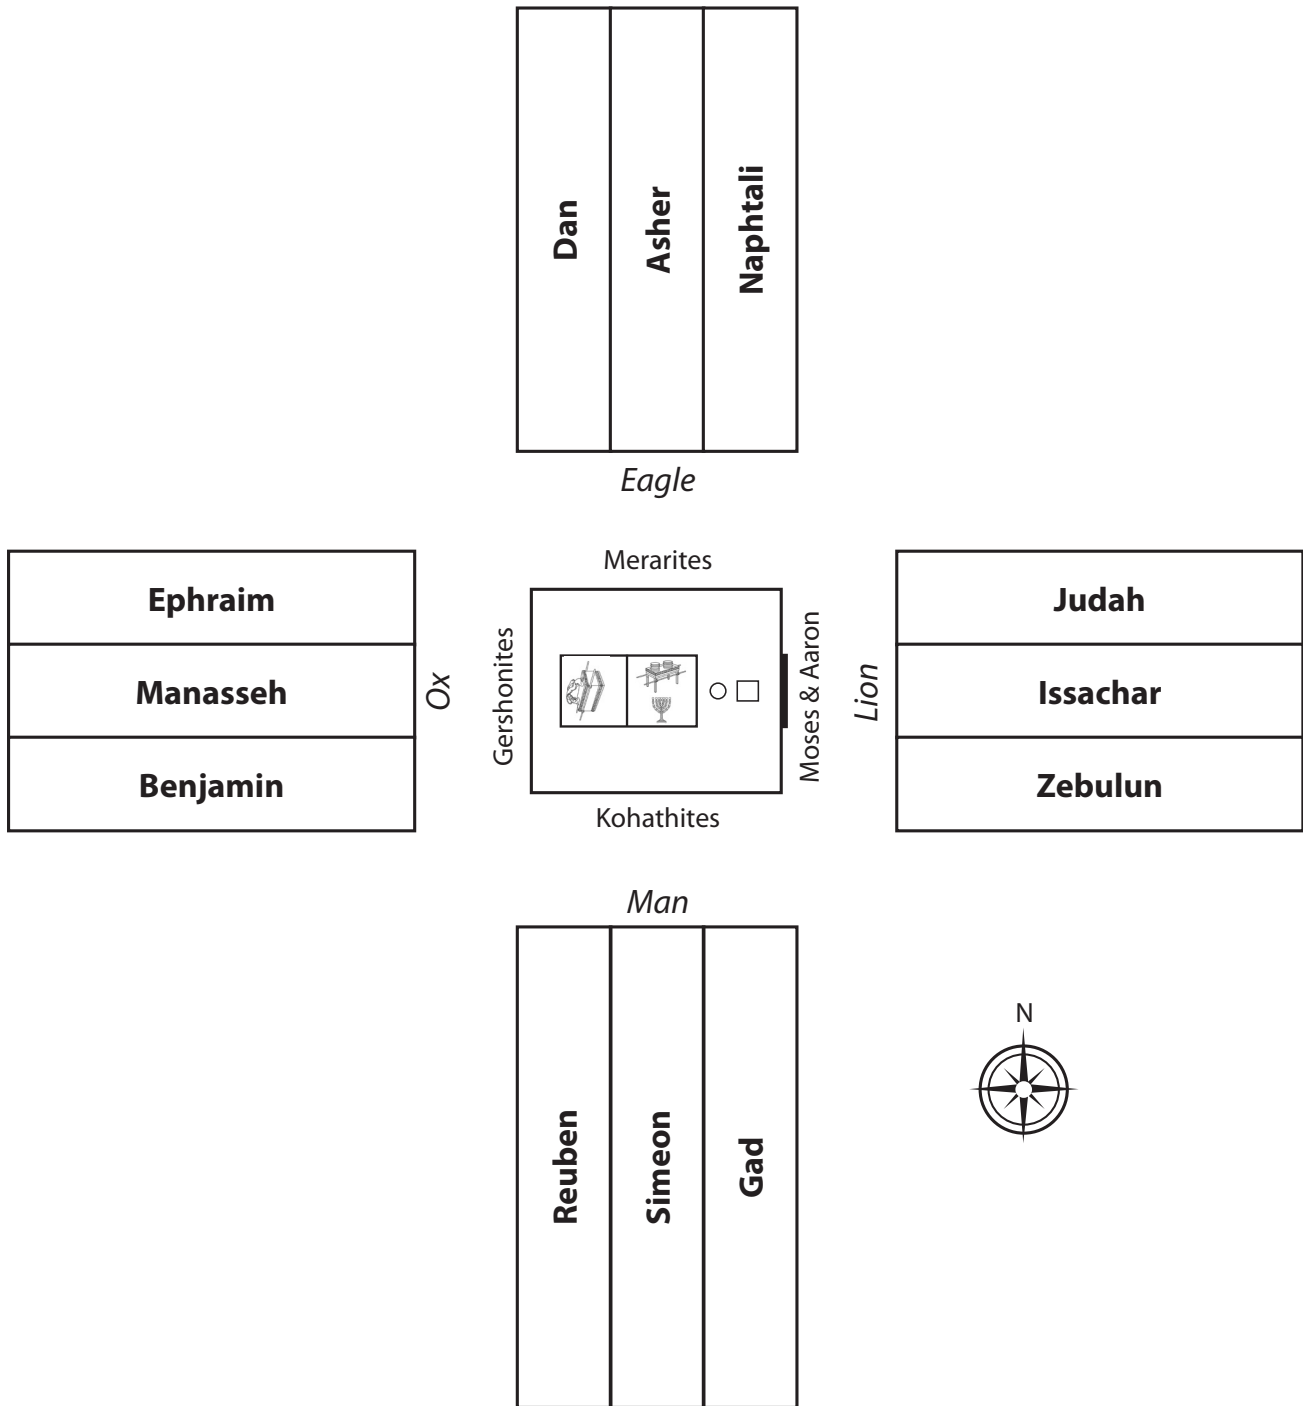 Dan
Asher
Naphtali
Eagle
Merarites
Ephraim
Manasseh
Benjamin
Ox
Gershonites
Moses & Aaron
Lion
Judah
Issachar
Zebulun
Kohathites
Man
Reuben
Simeon
Gad
N